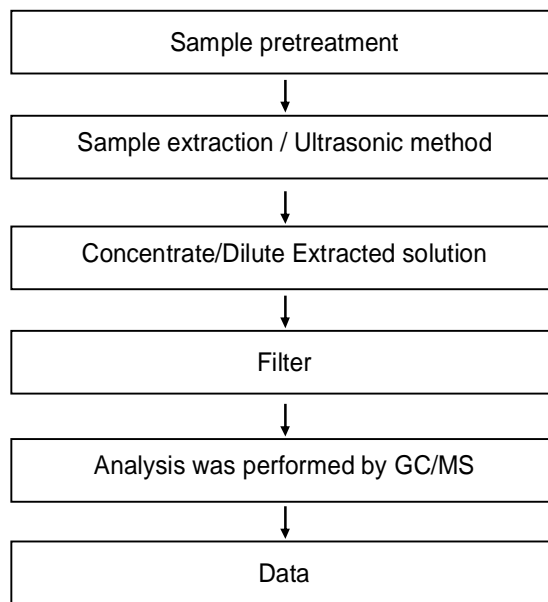 Sample pretreatment
Sample extraction / Ultrasonic method
Concentrate/Dilute Extracted solution
Filter
Analysis was performed by GC/MS
Data